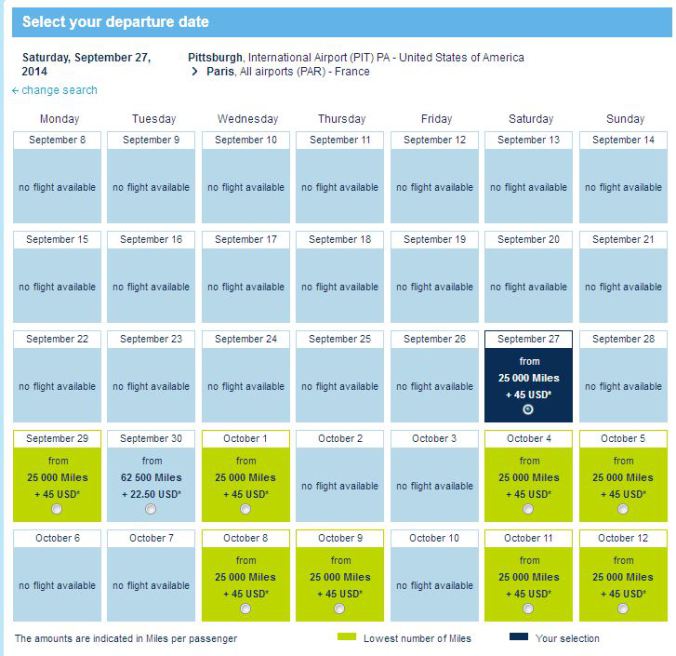 Select your departure date
Saturday, September 27, 2014
Pittsburgh, International Airport (PIT) PA - United States of America
> Paris, All airports (PAR) - France
← change search
Monday Tuesday Wednesday Thursday Friday Saturday Sunday
September 8 September 9 September 10 September 11 September 12 September 13 September 14
no flight available no flight available no flight available no flight available no flight available no flight available no flight available
September 15 September 16 September 17 September 18 September 19 September 20 September 21
no flight available no flight available no flight available no flight available no flight available no flight available no flight available
September 22 September 23 September 24 September 25 September 26 September 27 September 28
no flight available no flight available no flight available no flight available no flight available from 25 000 Miles + 45 USD* no flight available
September 29 September 30 October 1 October 2 October 3 October 4 October 5
from 25 000 Miles + 45 USD* from 62 500 Miles + 22.50 USD* from 25 000 Miles + 45 USD* no flight available no flight available from 25 000 Miles + 45 USD* from 25 000 Miles + 45 USD*
October 6 October 7 October 8 October 9 October 10 October 11 October 12
no flight available no flight available from 25 000 Miles + 45 USD* from 25 000 Miles + 45 USD* no flight available from 25 000 Miles + 45 USD* from 25 000 Miles + 45 USD*
The amounts are indicated in Miles per passenger Lowest number of Miles Your selection